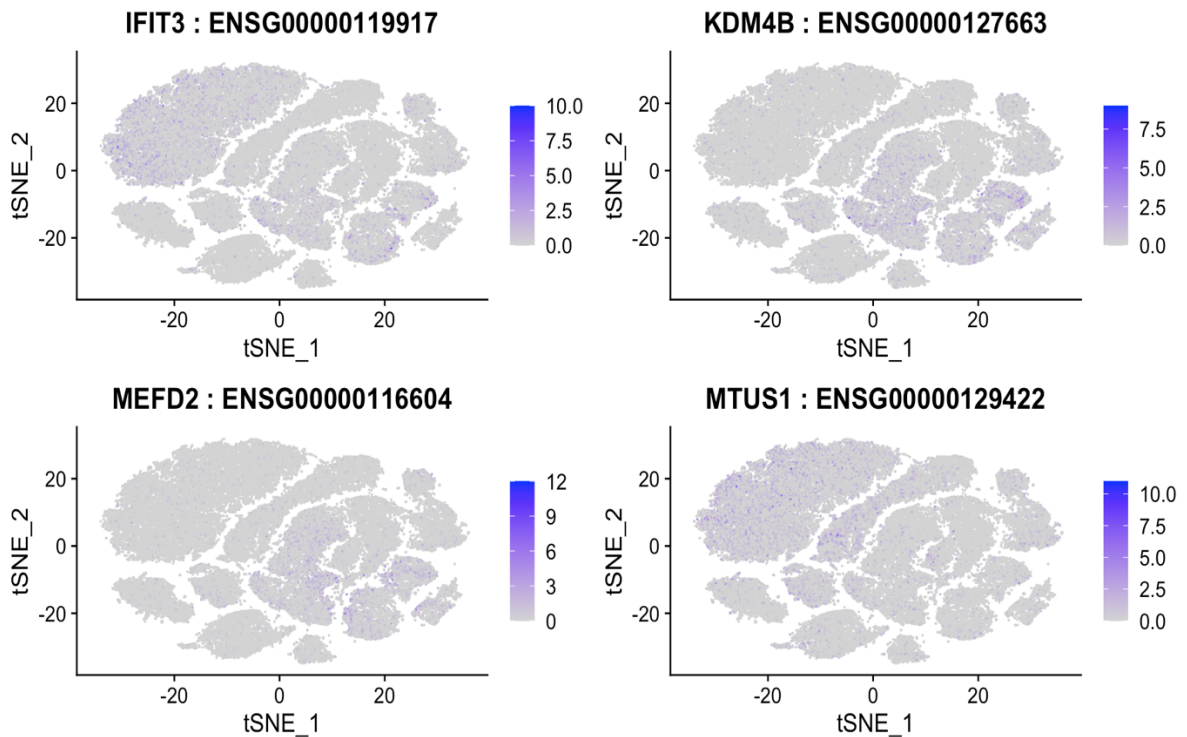 IFIT3 : ENSG00000119917
tSNE_2
20
0
-20
10.0
7.5
5.0
2.5
0.0
-20 0 20
tSNE_1
KDM4B : ENSG00000127663
tSNE_2
20
0
-20
7.5
5.0
2.5
0.0
-20 0 20
tSNE_1
MEFD2 : ENSG00000116604
tSNE_2
20
0
-20
12
9
6
3
0
-20 0 20
tSNE_1
MTUS1 : ENSG00000129422
tSNE_2
20
0
-20
10.0
7.5
5.0
2.5
0.0
-20 0 20
tSNE_1